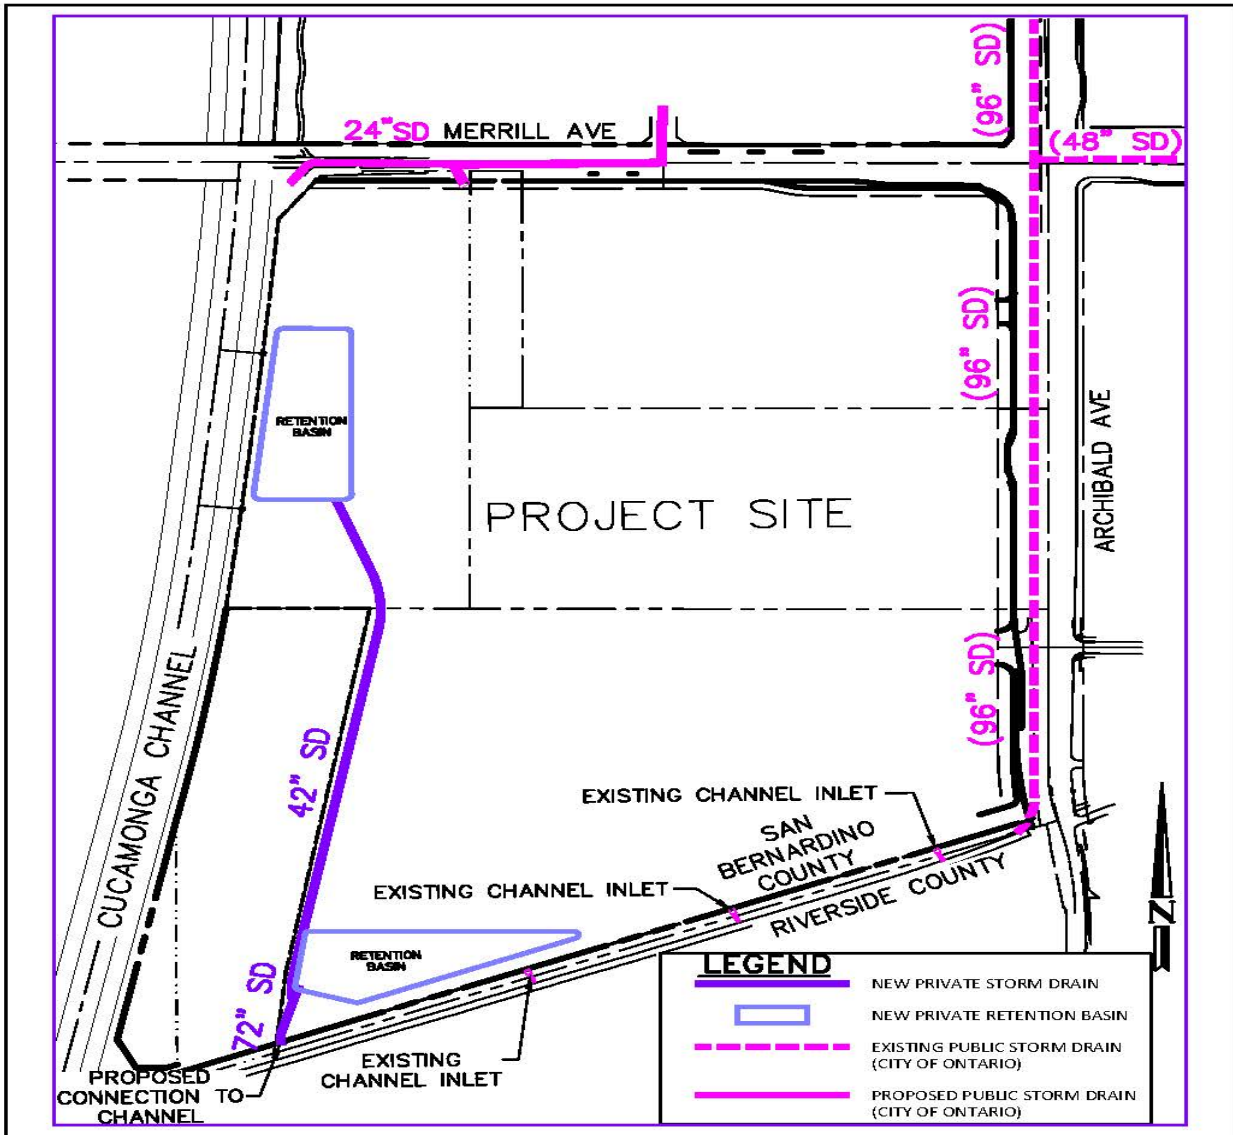 (96" SD)
24"SD MERRILL AVE
(48" SD)
(96" SD)
RETENTION
BASIN
ARCHIBALD AVE
PROJECT SITE
(96" SD)
CUCAMONGA CHANNEL
42" SD
EXISTING CHANNEL INLET
SAN
BERNARDINO
COUNTY
RIVERSIDE COUNTY
EXISTING CHANNEL INLET
N
RETENTION
BASIN
72" SD
EXISTING
CHANNEL INLET
PROPOSED
CONNECTION TO
CHANNEL
LEGEND
NEW PRIVATE STORM DRAIN
NEW PRIVATE RETENTION BASIN
EXISTING PUBLIC STORM DRAIN
(CITY OF ONTARIO)
PROPOSED PUBLIC STORM DRAIN
(CITY OF ONTARIO)